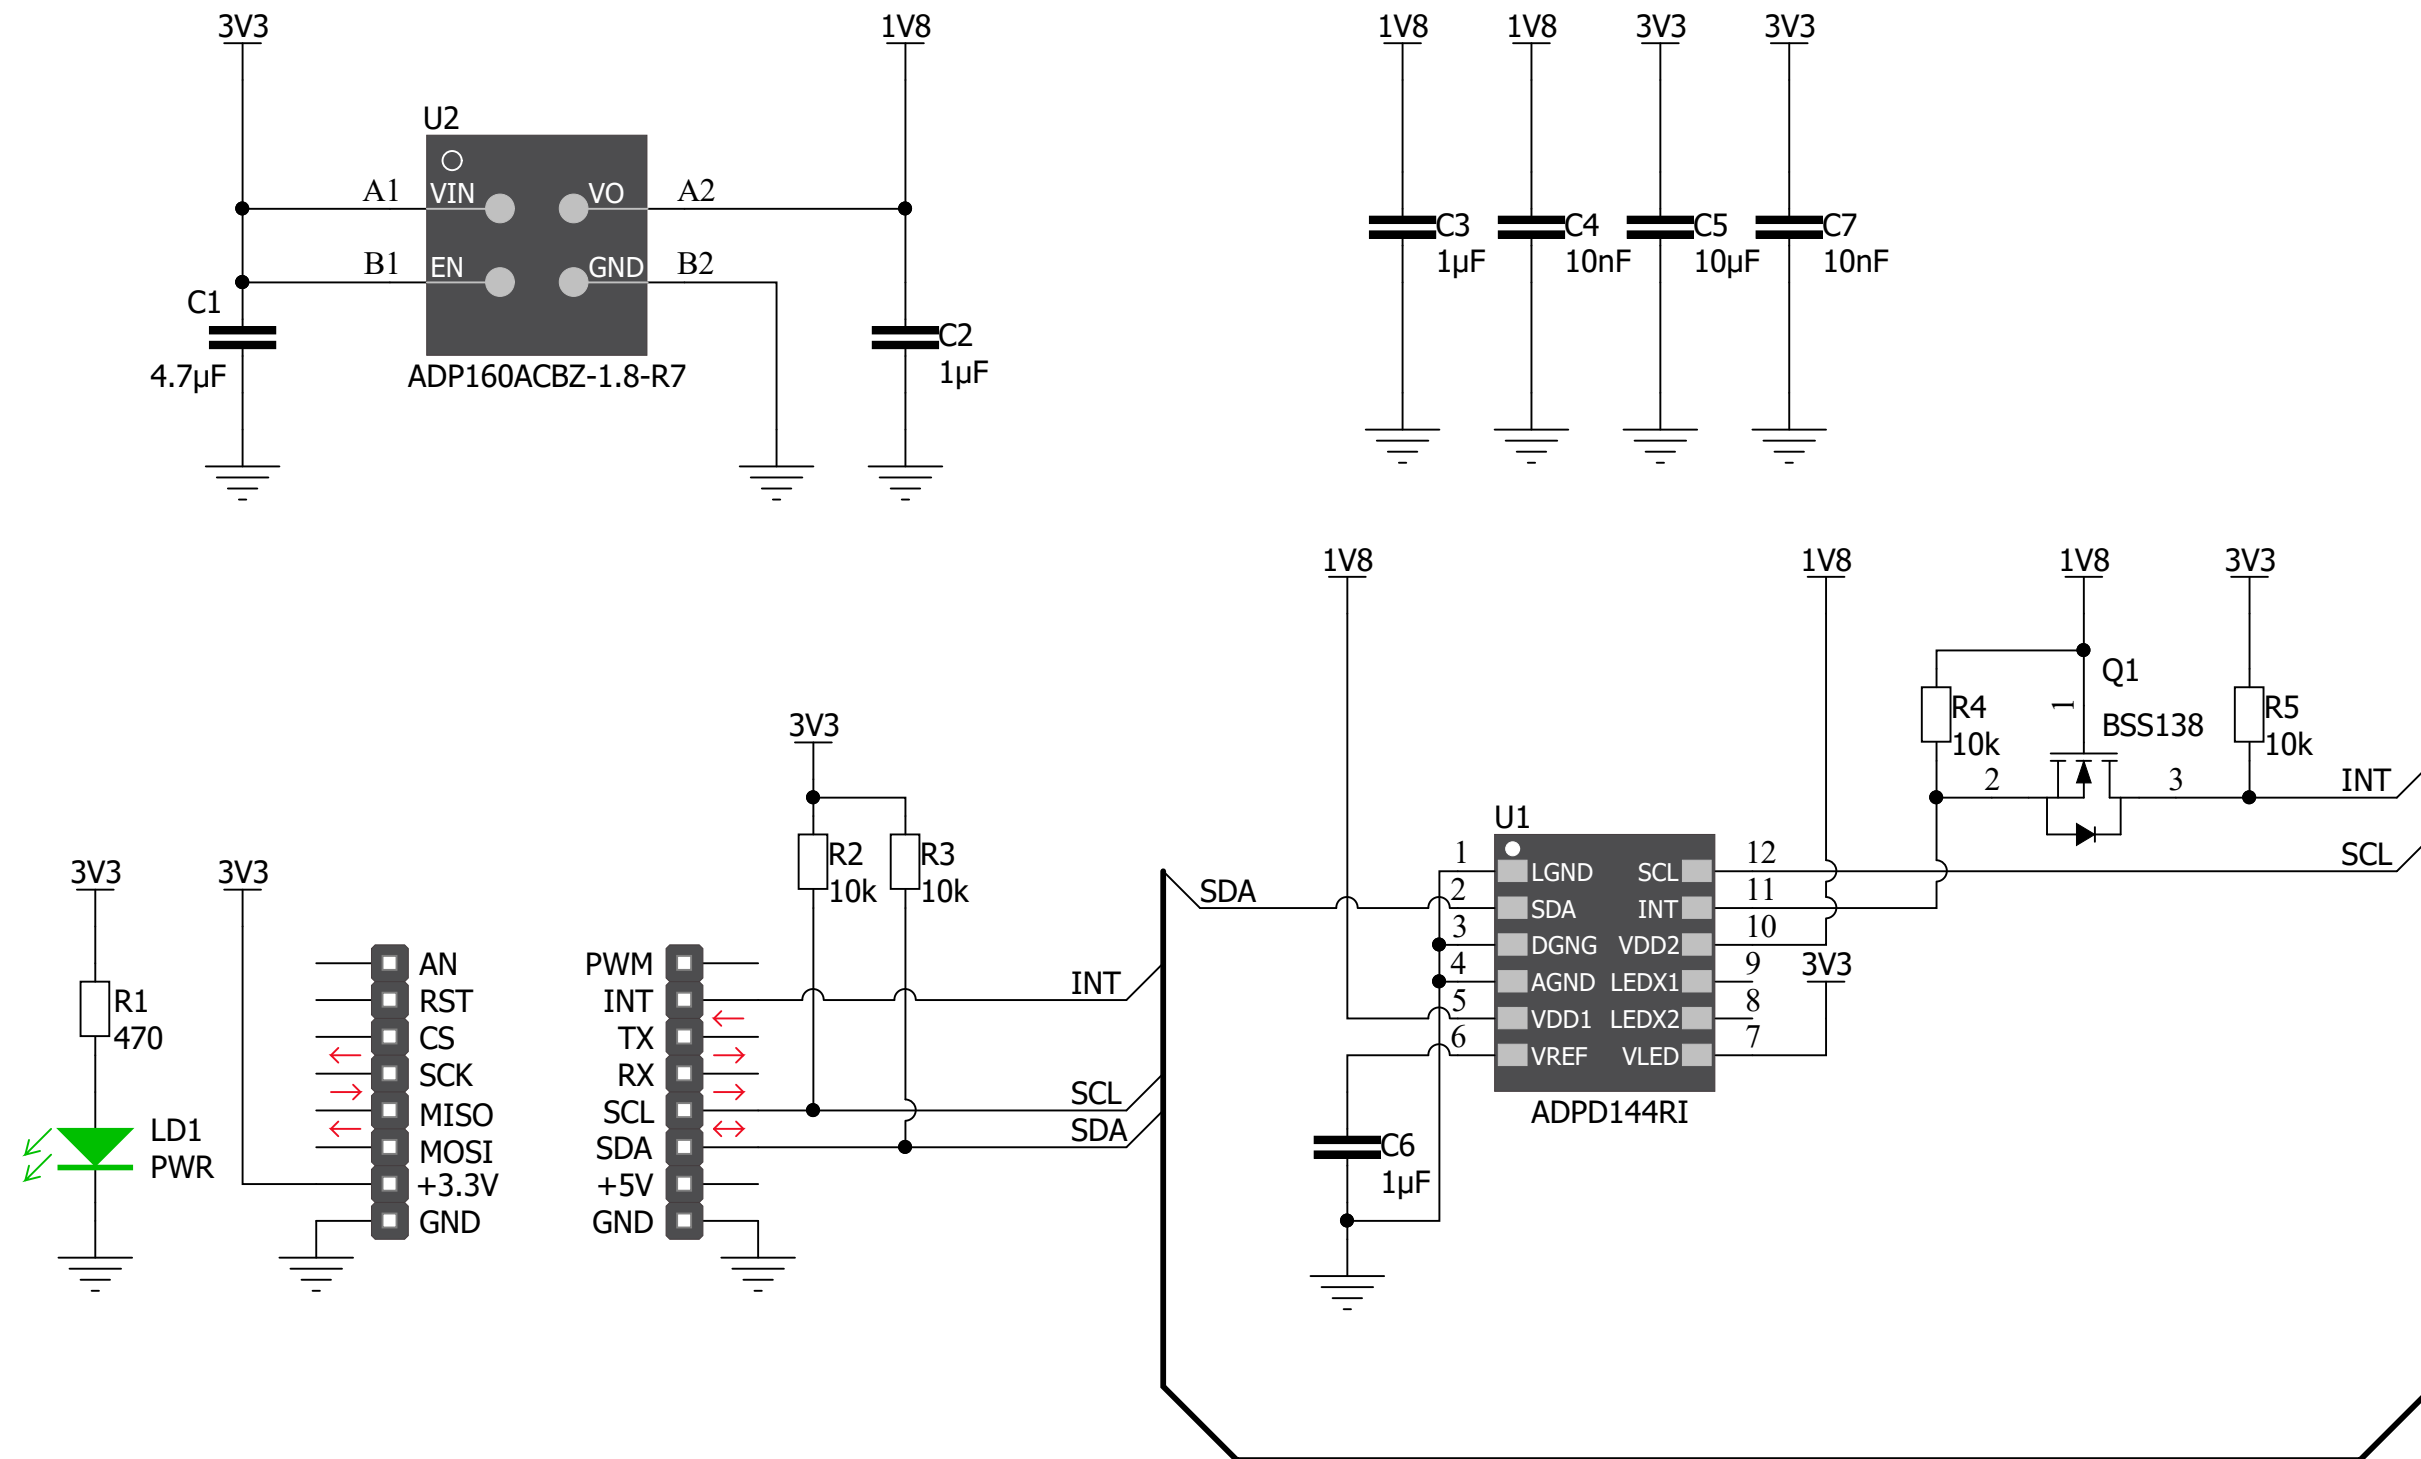 3V3
1V8
1V8
1V8
3V3
3V3
U2
A1
VIN
VO
A2
B1
EN
GND
B2
C1
4.7µF
ADP160ACBZ-1.8-R7
C2
1µF
C3
1µF
C4
10nF
C5
10µF
C7
10nF
1V8
1V8
1V8
3V3
Q1
1
BSS138
R4
10k
R5
10k
2
3
INT
SCL
3V3
R2
10k
R3
10k
3V3
3V3
R1
470
LD1
PWR
AN
RST
CS
SCK
MISO
MOSI
+3.3V
GND
PWM
INT
TX
RX
SCL
SDA
+5V
GND
INT
SCL
SDA
SDA
U1
1
LGND
SCL
12
2
SDA
INT
11
3
DGNG
VDD2
10
4
AGND
LEDX1
9
3V3
5
VDD1
LEDX2
8
6
VREF
VLED
7
ADPD144RI
C6
1µF